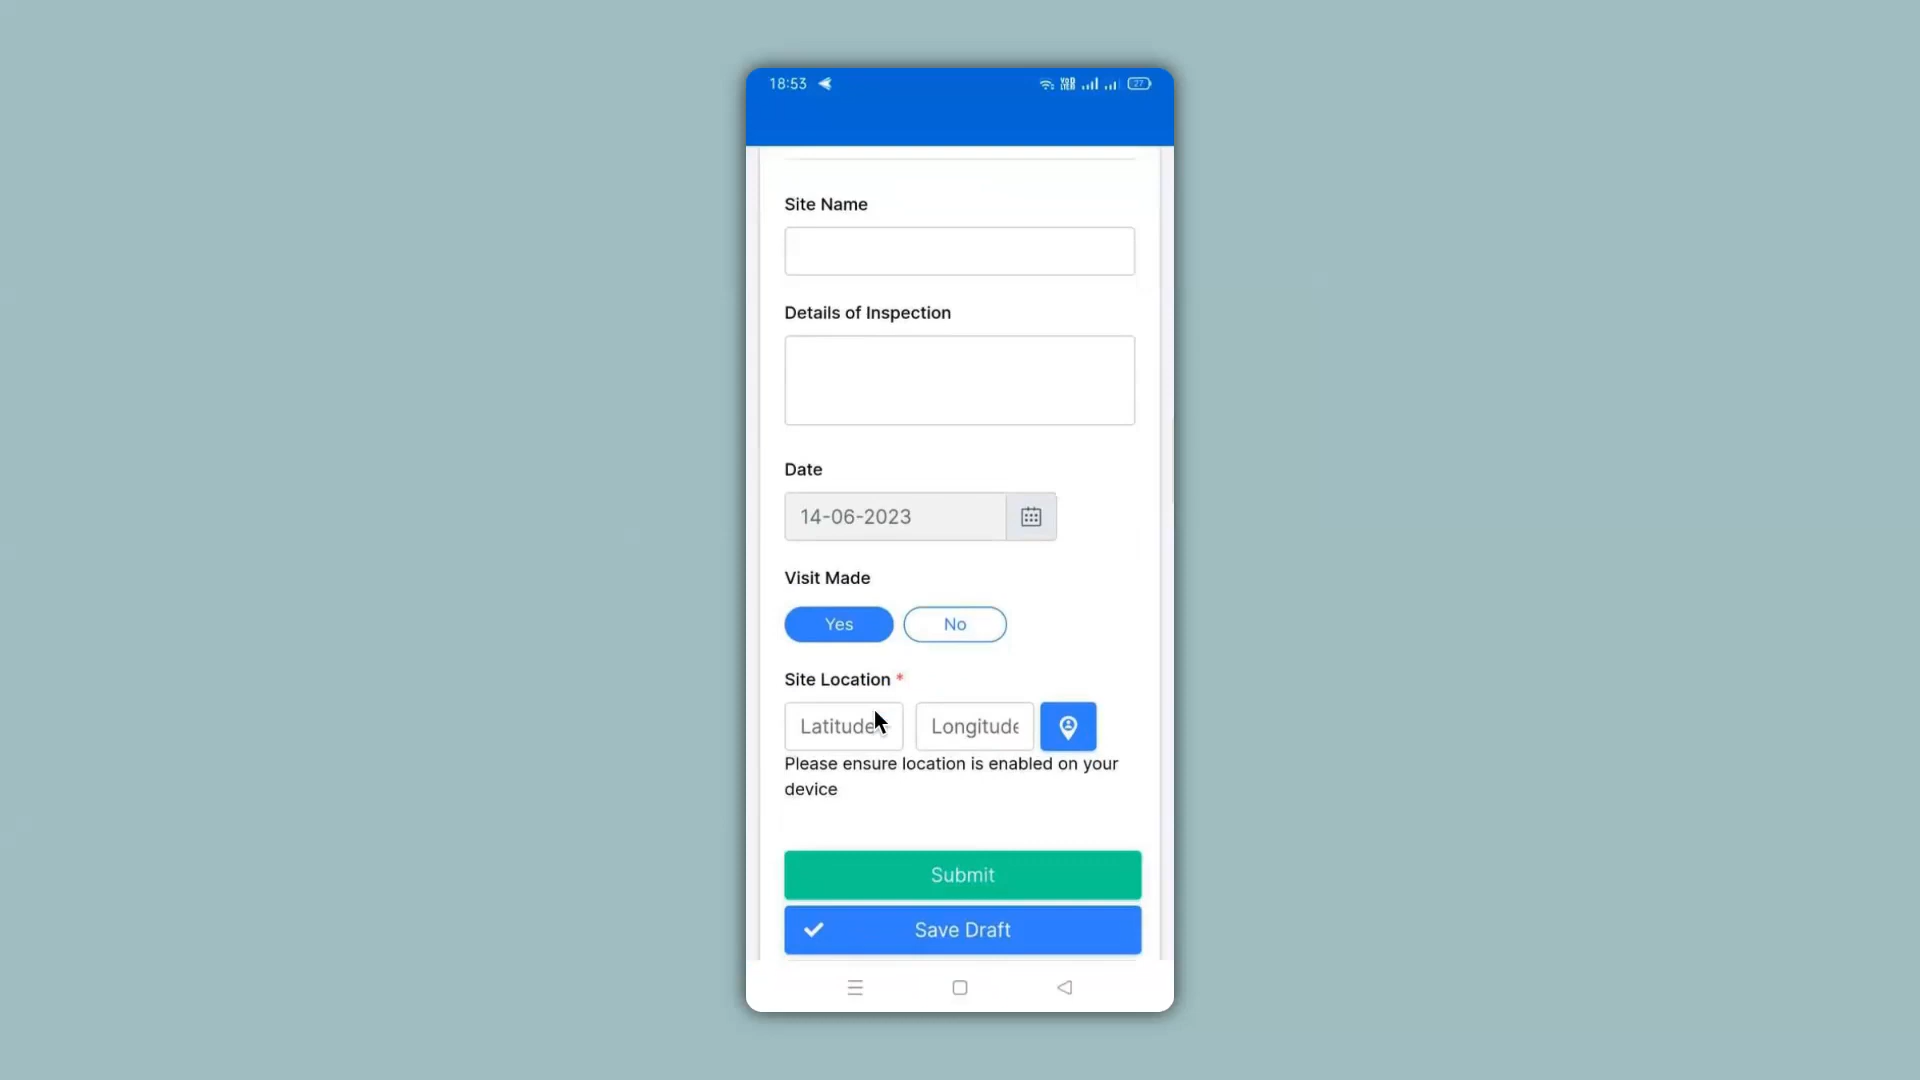 18:53
27
Site Name
Details of Inspection
Date
14-06-2023
Visit Made
Yes No
Site Location *
Latitude Longitude
Please ensure location is enabled on your
device
Submit
Save Draft